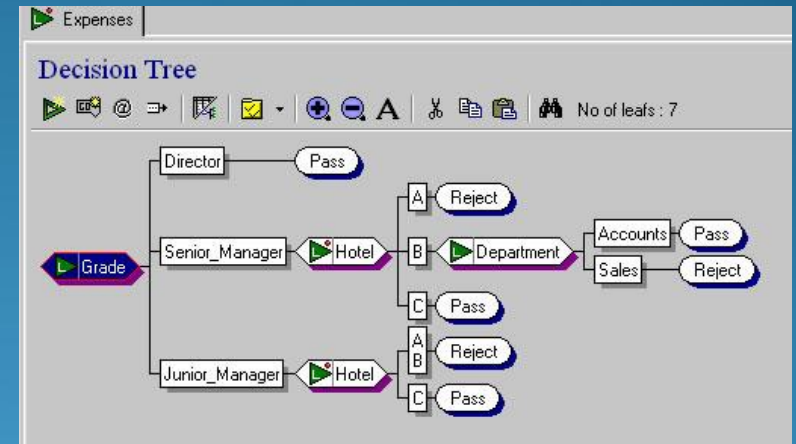 Expenses
Decision Tree
No of leafs : 7
Director
Pass
A
Reject
Senior_Manager
Hotel
B
Department
Accounts
Pass
Grade
Sales
Reject
C
Pass
A
B
Reject
Junior_Manager
Hotel
C
Pass